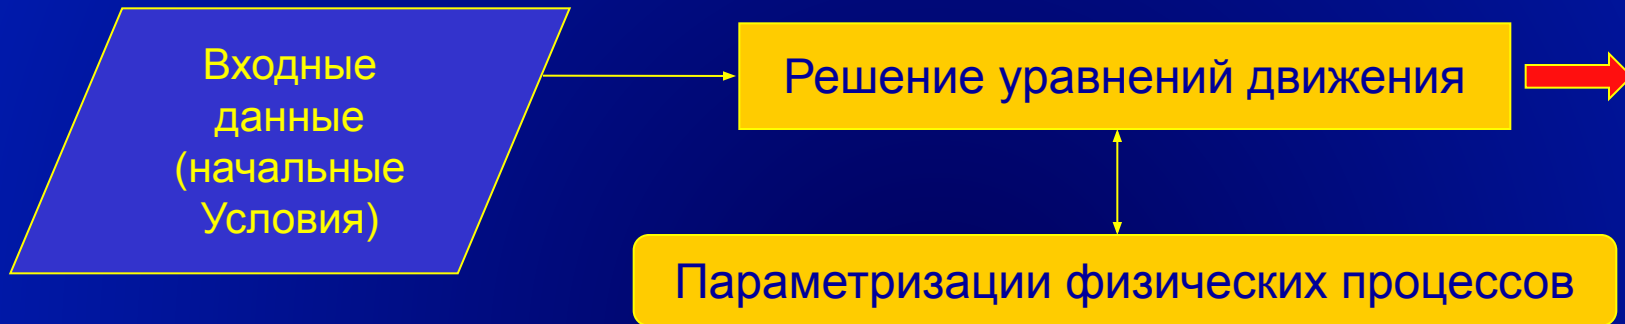 Входные
данные
(начальные
Условия)
Решение уравнений движения
Параметризации физических процессов